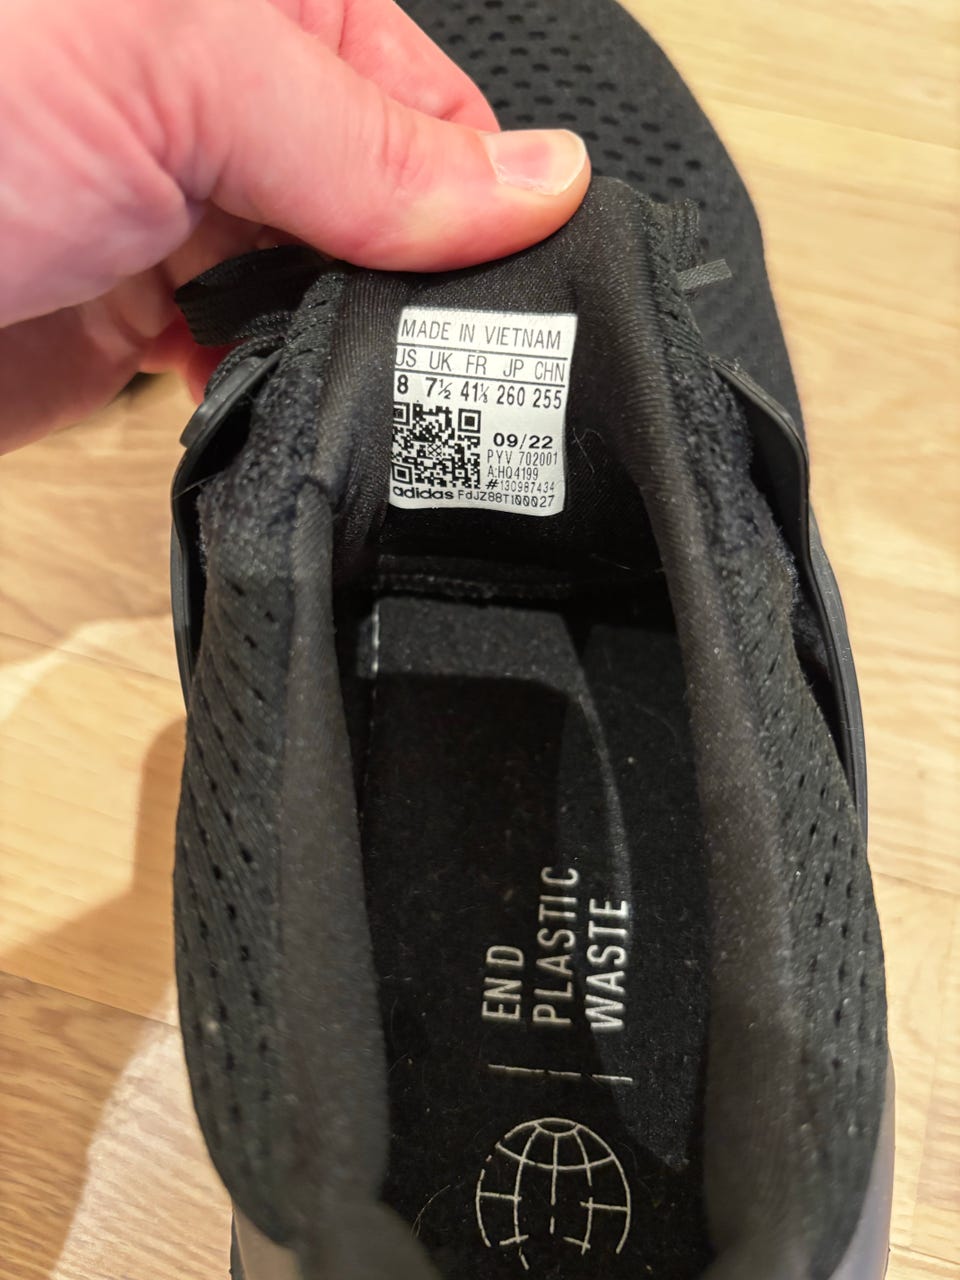 MADE IN VIETNAM
US UK FR JP CHN
8 7½ 41⅓ 260 255
09/22
PYV 702001
A:HQ4199
#130987434
adidas FdJZ88T100027
END
PLASTIC
WASTE